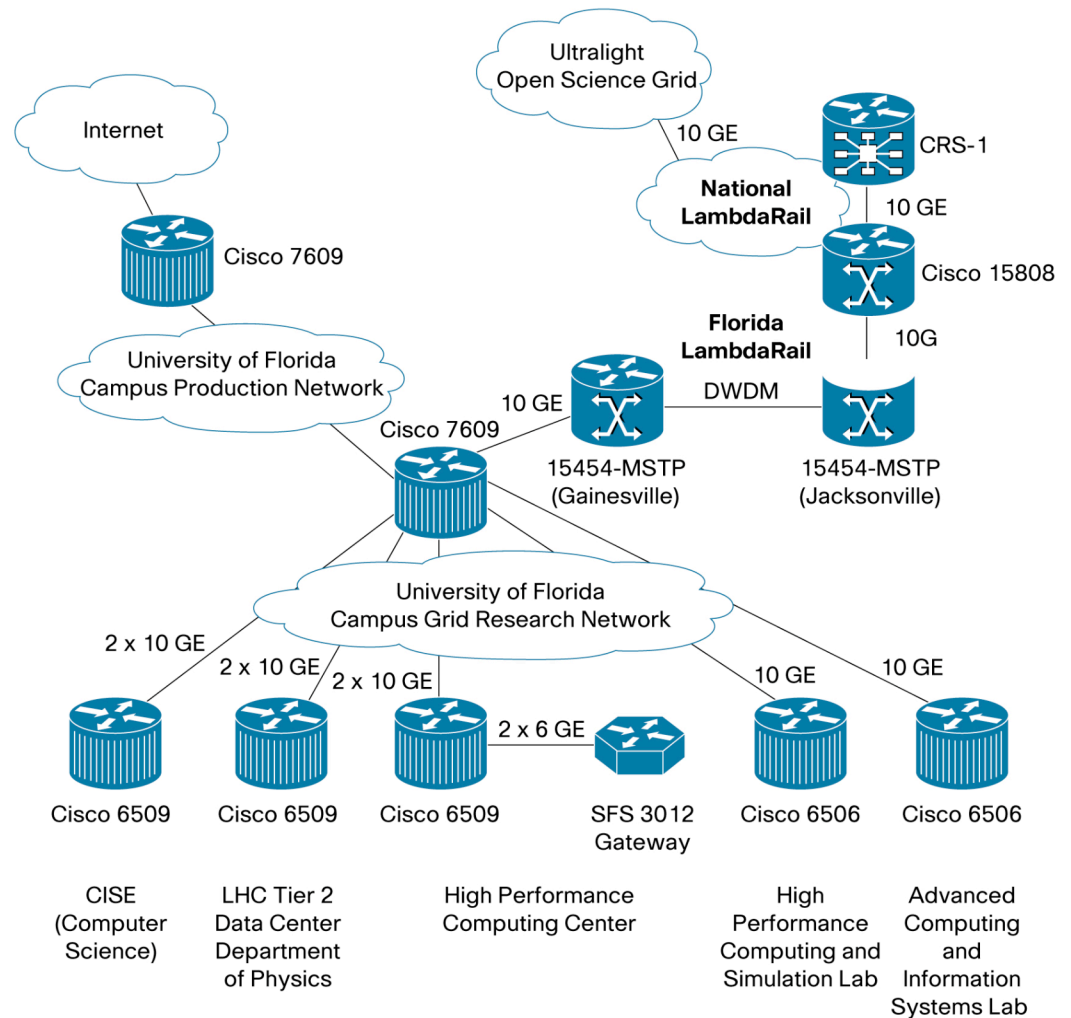 Ultralight
Open Science Grid
Internet
10 GE
CRS-1
National
LambdaRail
10 GE
Cisco 7609
Cisco 15808
Florida
LambdaRail
10G
University of Florida
Campus Production Network
10 GE
DWDM
Cisco 7609
15454-MSTP
(Gainesville)
15454-MSTP
(Jacksonville)
University of Florida
Campus Grid Research Network
2 x 10 GE
2 x 10 GE
2 x 10 GE
10 GE
10 GE
2 x 6 GE
Cisco 6509
Cisco 6509
Cisco 6509
SFS 3012
Gateway
Cisco 6506
Cisco 6506
CISE
(Computer
Science)
LHC Tier 2
Data Center
Department
of Physics
High Performance
Computing Center
High
Performance
Computing and
Simulation Lab
Advanced
Computing
and
Information
Systems Lab